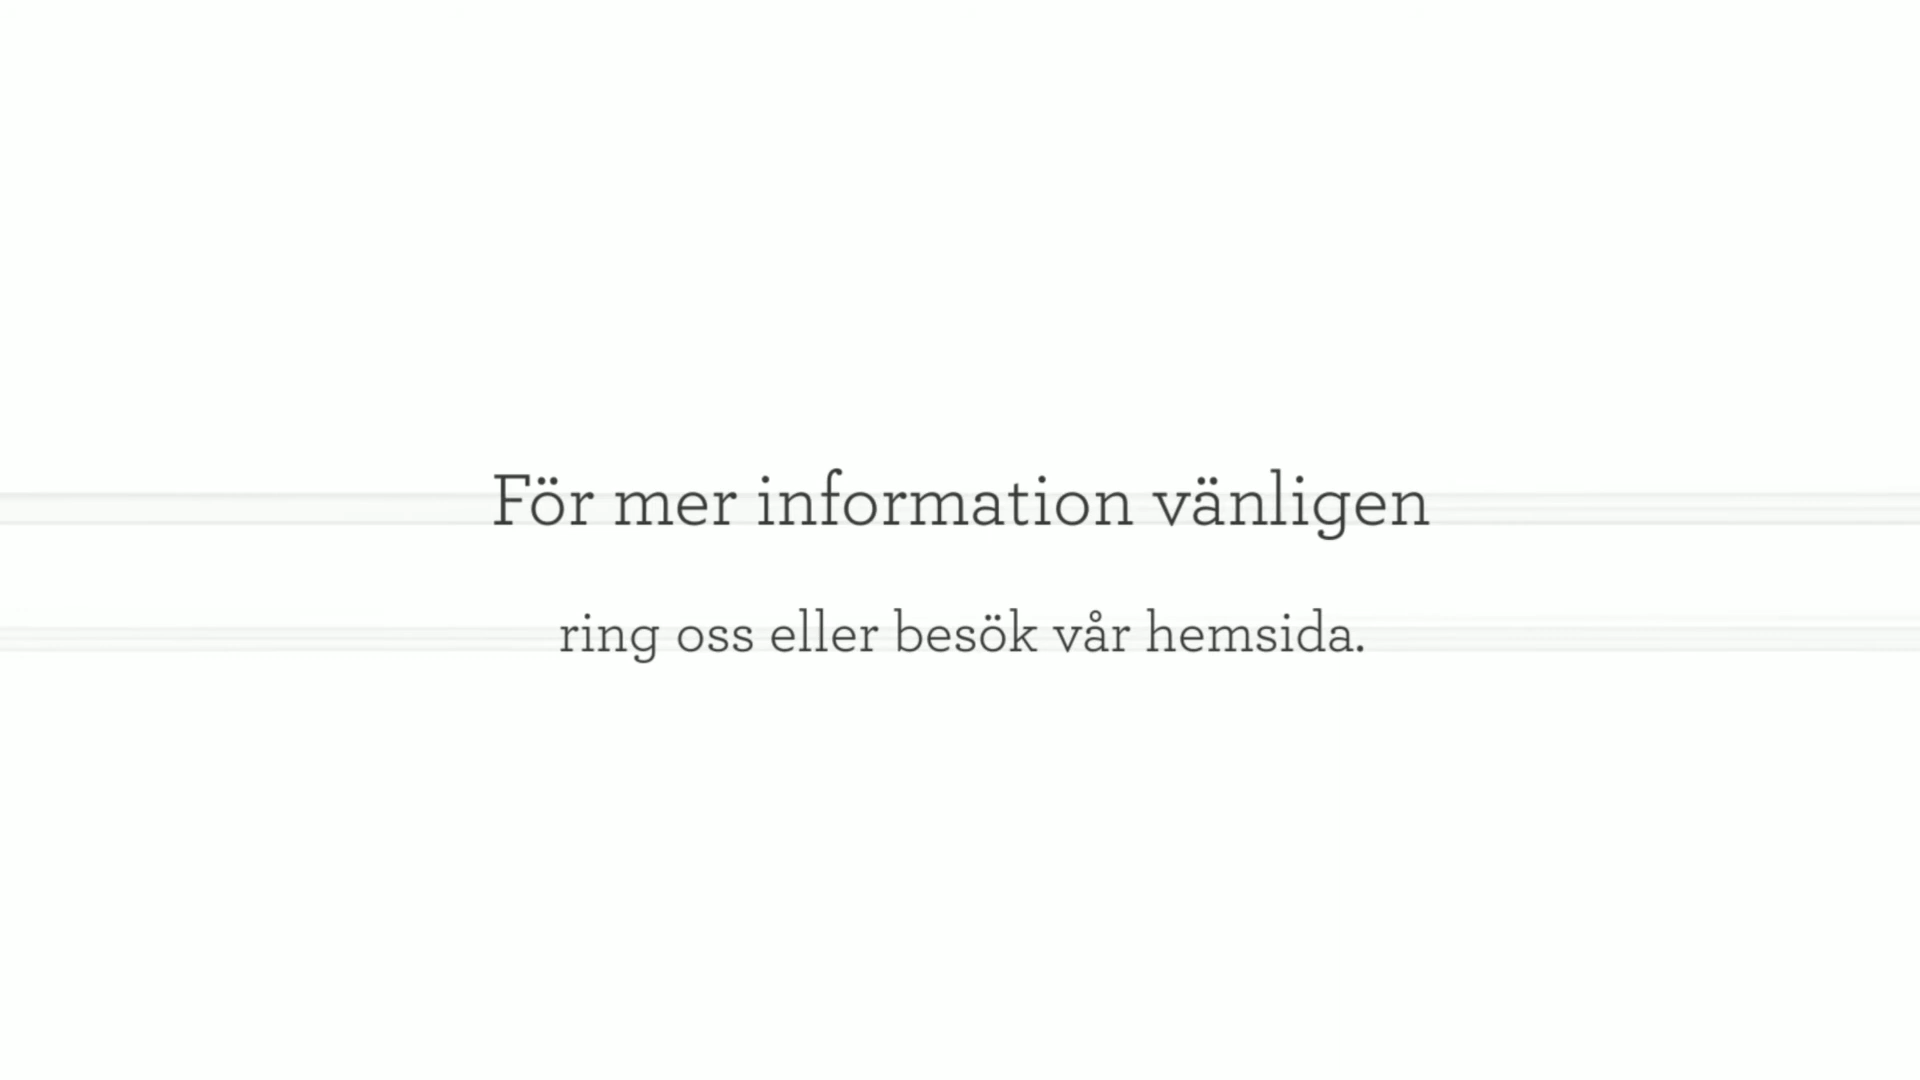 För mer information vänligen
ring oss eller besök vår hemsida.